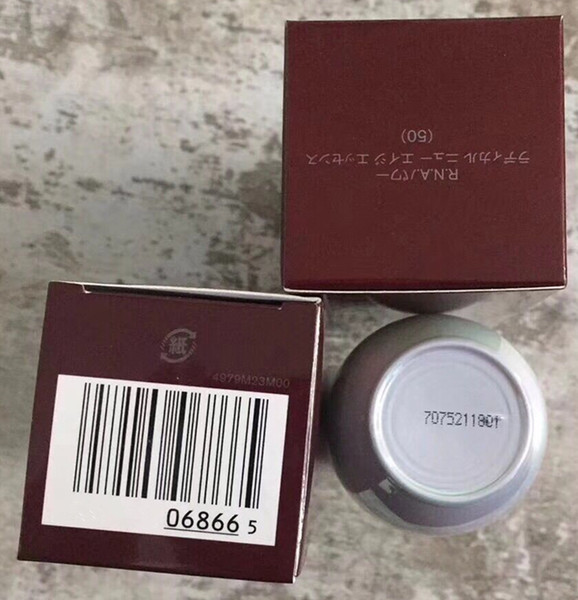 R.N.A.パワー
ラディカル ニュー エイジ エッセンス
(50)
紙
4979M23M00
06866 5